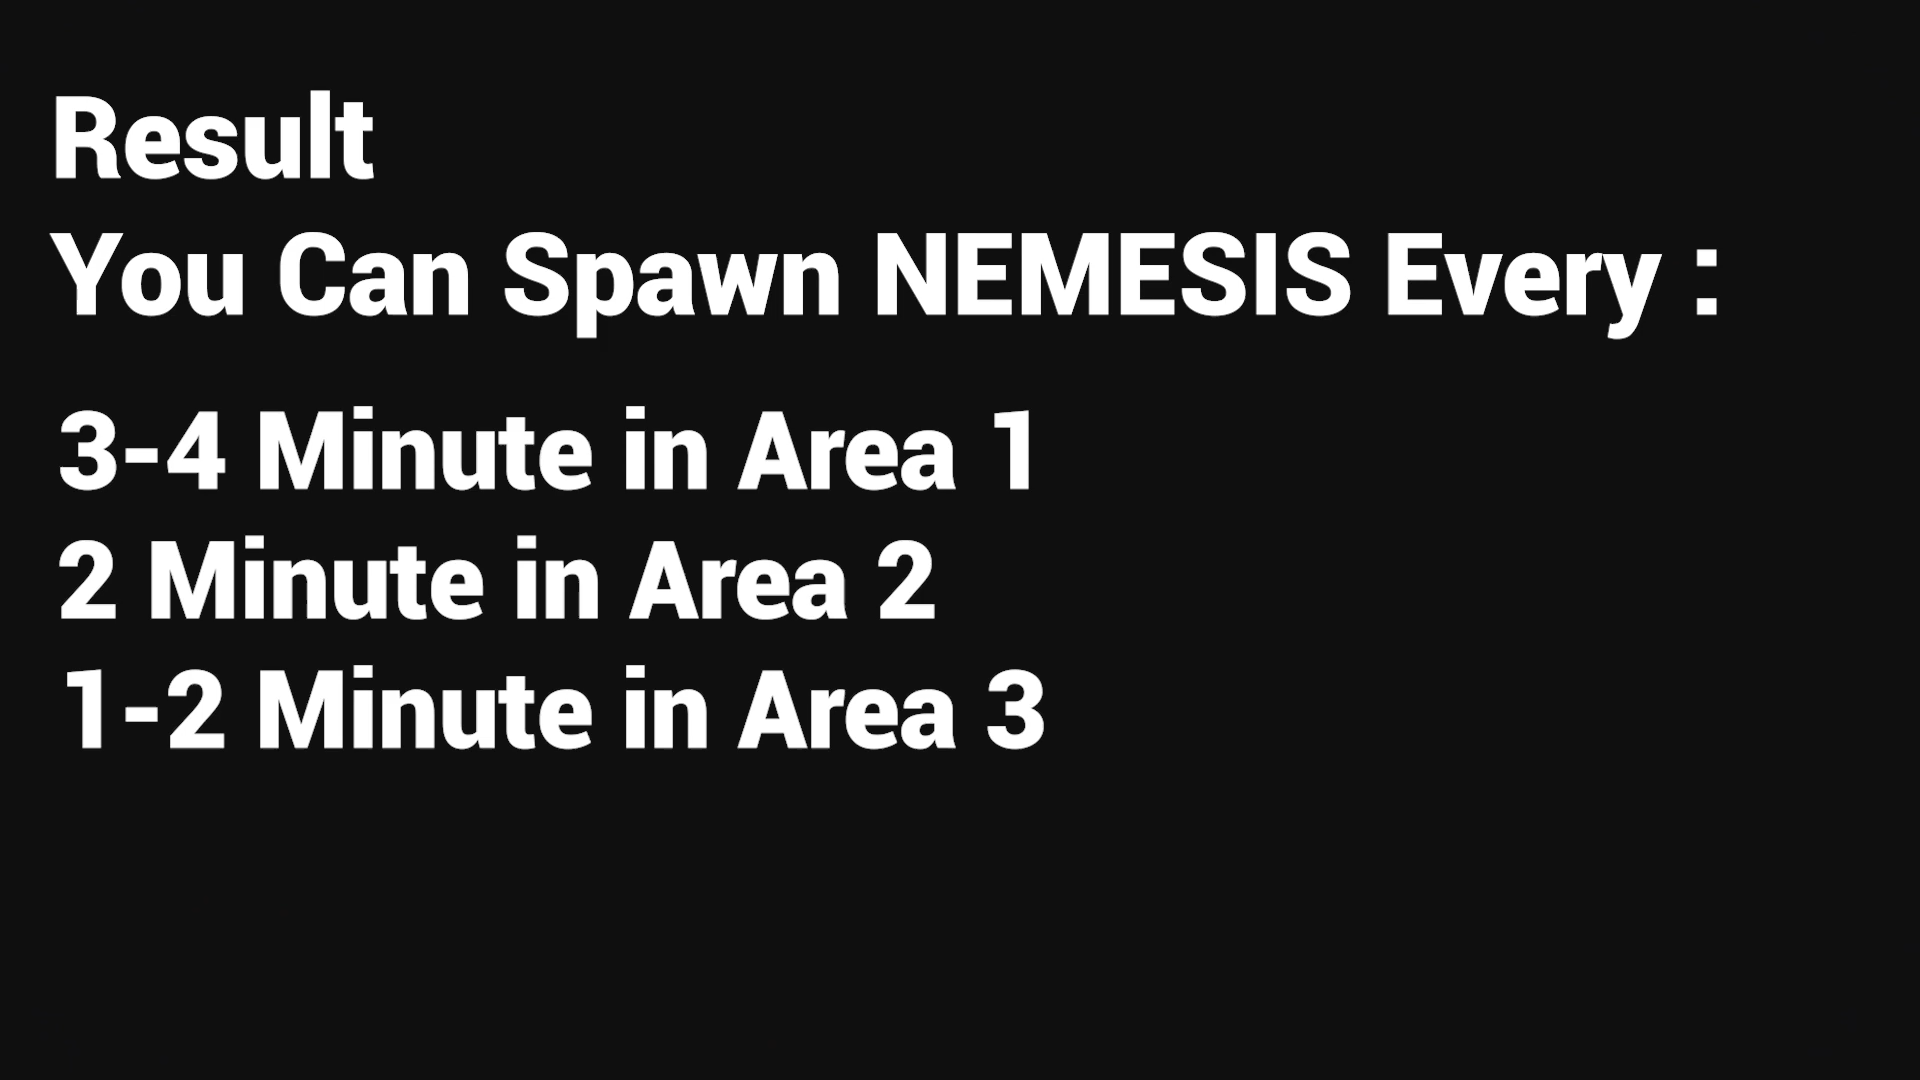 Result
You Can Spawn NEMESIS Every :
3-4 Minute in Area 1
2 Minute in Area 2
1-2 Minute in Area 3